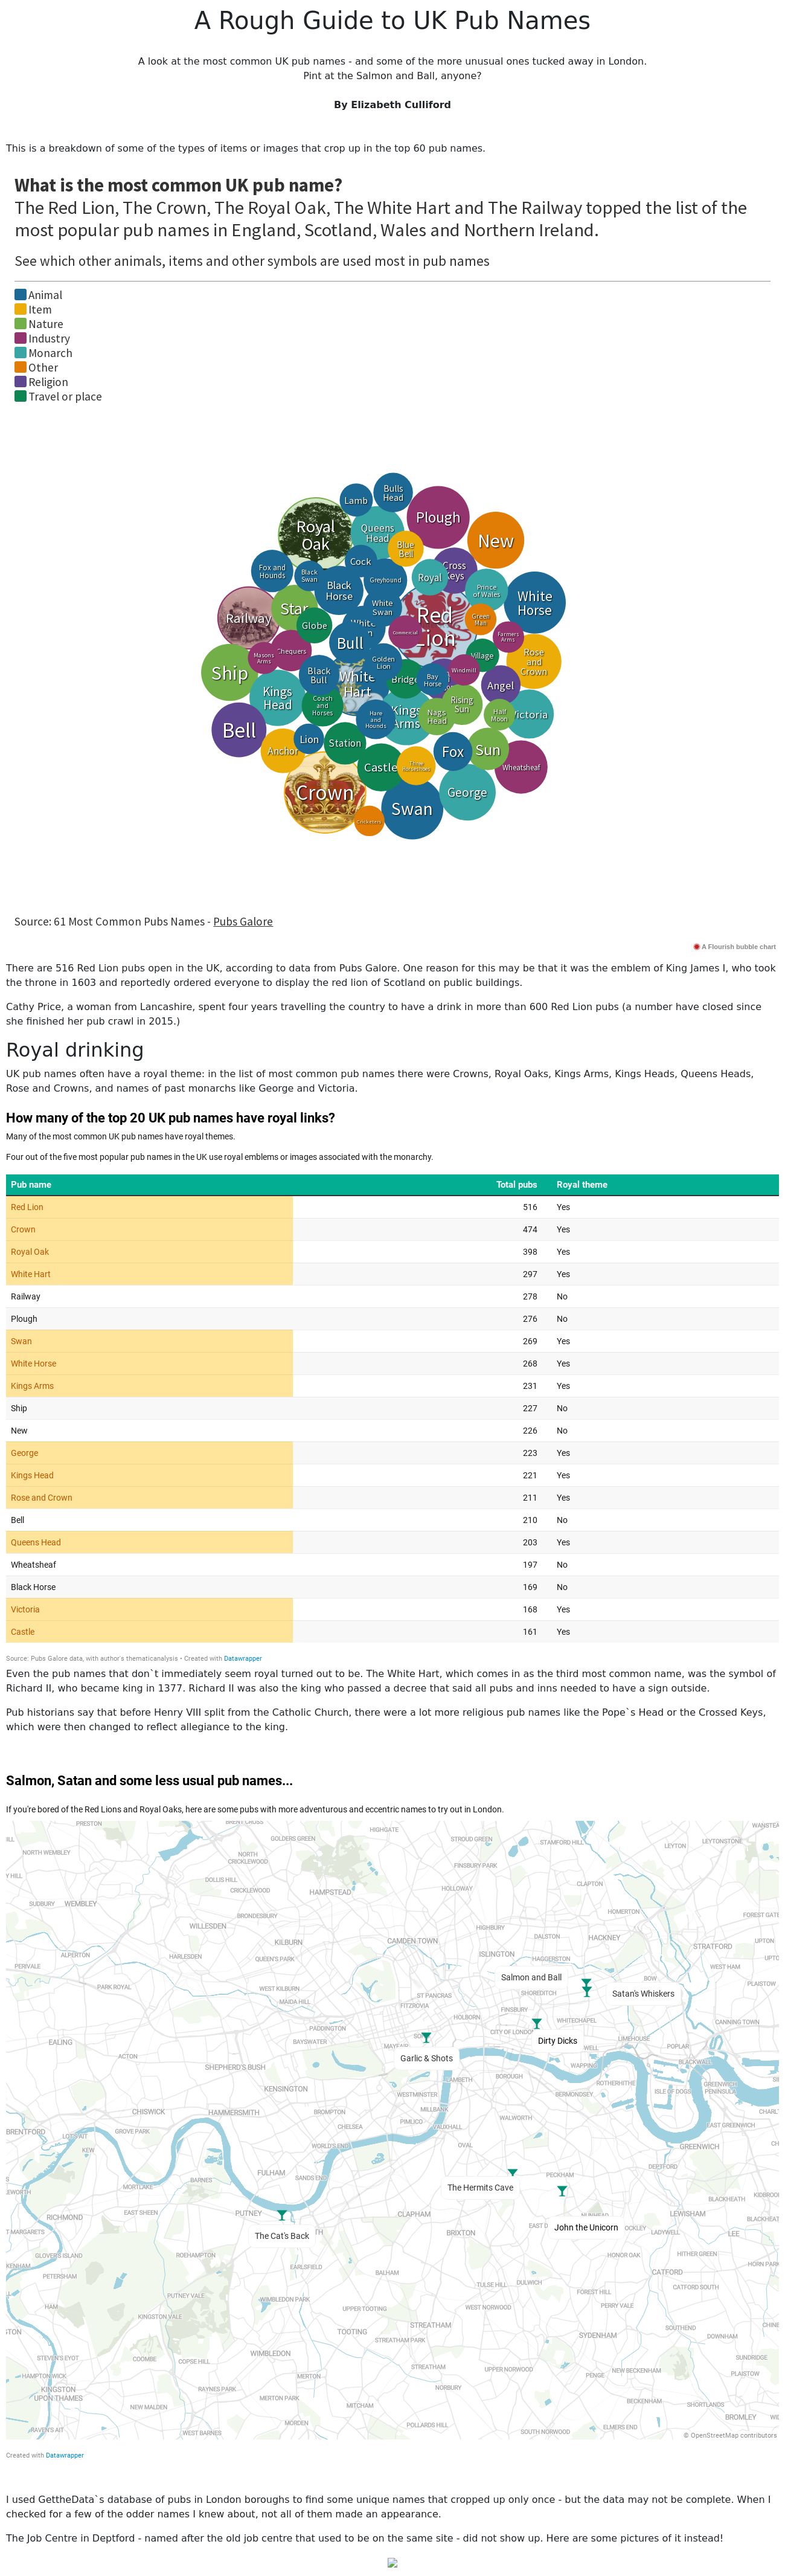 A Rough Guide to UK Pub Names
A look at the most common UK pub names - and some of the more unusual ones tucked away in London.
Pint at the Salmon and Ball, anyone?
By Elizabeth Culliford
This is a breakdown of some of the types of items or images that crop up in the top 60 pub names.
What is the most common UK pub name?
The Red Lion, The Crown, The Royal Oak, The White Hart and The Railway topped the list of the
most popular pub names in England, Scotland, Wales and Northern Ireland.
See which other animals, items and other symbols are used most in pub names
Animal
Item
Nature
Industry
Monarch
Other
Religion
Travel or place
Lamb
Bulls
Head
Plough
Royal
Oak
Queens
Head
Blue
Bell
New
Cock
Cross
Keys
Fox and
Hounds
Black
Swan
Black
Horse
Greyhound
Royal
Prince
of Wales
White
Horse
Railway
Star
Globe
White
Swan
Red
Lion
Green
Man
Commercial
Farmers
Arms
Bull
Masons
Arms
Chequers
Golden
Lion
Village
Rose
and
Crown
Ship
Black
Bull
White
Hart
Bridge
Bay
Horse
Windmill
Angel
Kings
Head
Coach
and
Horses
Hare
and
Hounds
Kings
Arms
Nags
Head
Rising
Sun
Half
Moon
Victoria
Bell
Anchor
Lion
Station
Castle
Fox
Sun
Wheatsheaf
Crown
Cricketers
Swan
George
Source: 61 Most Common Pubs Names - Pubs Galore
A Flourish bubble chart
There are 516 Red Lion pubs open in the UK, according to data from Pubs Galore. One reason for this may be that it was the emblem of King James I, who took
the throne in 1603 and reportedly ordered everyone to display the red lion of Scotland on public buildings.
Cathy Price, a woman from Lancashire, spent four years travelling the country to have a drink in more than 600 Red Lion pubs (a number have closed since
she finished her pub crawl in 2015.)
Royal drinking
UK pub names often have a royal theme: in the list of most common pub names there were Crowns, Royal Oaks, Kings Arms, Kings Heads, Queens Heads,
Rose and Crowns, and names of past monarchs like George and Victoria.
How many of the top 20 UK pub names have royal links?
Many of the most common UK pub names have royal themes.
Four out of the five most popular pub names in the UK use royal emblems or images associated with the monarchy.
Pub name Total pubs Royal theme
Red Lion 516 Yes
Crown 474 Yes
Royal Oak 398 Yes
White Hart 297 Yes
Railway 278 No
Plough 276 No
Swan 269 Yes
White Horse 268 Yes
Kings Arms 231 Yes
Ship 227 No
New 226 No
George 223 Yes
Kings Head 221 Yes
Rose and Crown 211 Yes
Bell 210 No
Queens Head 203 Yes
Wheatsheaf 197 No
Black Horse 169 No
Victoria 168 Yes
Castle 161 Yes
Source: Pubs Galore data, with author's thematicanalysis • Created with Datawrapper
Even the pub names that don`t immediately seem royal turned out to be. The White Hart, which comes in as the third most common name, was the symbol of
Richard II, who became king in 1377. Richard II was also the king who passed a decree that said all pubs and inns needed to have a sign outside.
Pub historians say that before Henry VIII split from the Catholic Church, there were a lot more religious pub names like the Pope`s Head or the Crossed Keys,
which were then changed to reflect allegiance to the king.
Salmon, Satan and some less usual pub names...
If you're bored of the Red Lions and Royal Oaks, here are some pubs with more adventurous and eccentric names to try out in London.
PRESTON
HIGHGATE
GOLDERS GREEN
STROUD GREEN
STAMFORD HILL
LEYTON
LEYTONSTONE
NORTH WEMBLEY
NORTH
CRICKLEWOOD
FINSBURY PARK
DOLLIS HILL
CLAPTON
CRICKLEWOOD
HAMPSTEAD
HOLLOWAY
SUDBURY
WEMBLEY
HOMERTON
BRONDESBURY
FOREST GATE
WILLESDEN
HIGHBURY
KILBURN
CAMDEN TOWN
DALSTON
HACKNEY
STRATFORD
UPTON
ALPERTON
HARLESDEN
QUEEN'S PARK
ISLINGTON
HAGGERSTON
PERIVALE
WEST HAM
PARK ROYAL
WEST KILBURN
Salmon and Ball
BOW
PLAISTOW
MAIDA HILL
ST PANCRAS
SHOREDITCH
Satan's Whiskers
FITZROVIA
FINSBURY
HOLBORN
WHITECHAPEL
CANNING TOWN
PADDINGTON
CITY OF LONDON
EALING
BAYSWATER
Dirty Dicks
LIMEHOUSE
POPLAR
ACTON
Garlic & Shots
WAPPING
BLACKWALL
SHEPHERD'S BUSH
LAMBETH
BOROUGH
ROTHERHITHE
KENSINGTON
WESTMINSTER
BERMONDSEY
ISLE OF DOGS
GREENWICH
PENINSULA
CHISWICK
HAMMERSMITH
BROMPTON
MILLBANK
PIMLICO
WALWORTH
BRENTFORD
GROVE PARK
CHELSEA
VAUXHALL
EAST GREENWICH
KEW
WORLD'S END
OVAL
GREENWICH
DEPTFORD
FULHAM
SANDS END
PECKHAM
MORTLAKE
BARNES
The Hermits Cave
BLACKHEATH
RICHMOND
EAST SHEEN
PUTNEY
CLAPHAM
LEWISHAM
The Cat's Back
BRIXTON
John the Unicorn
LADYWELL
LEE
ROEHAMPTON
HONOR OAK
HITHER GREEN
PETERSHAM
EARLSFIELD
BALHAM
CATFORD
TULSE HILL
DULWICH
FOREST HILL
CATFORD SOUTH
PUTNEY VALE
WIMBLEDON PARK
HAM
UPPER TOOTING
WEST NORWOOD
PERRY VALE
KINGSTON VALE
STREATHAM
SOUTHEND
TOOTING
STREATHAM PARK
SYDENHAM
DOWNHAM
WIMBLEDON
COOMBE
COPSE HILL
STREATHAM
UPPER NORWOOD
NEW BECKENHAM
SUNDRIDGE
HAMPTON WICK
MERTON
PENGE
PLAISTOW
KINGSTON
UPON THAMES
RAYNES PARK
NORBURY
MERTON PARK
BECKENHAM
SHORTLANDS
NEW MALDEN
MITCHAM
BROMLEY
MORDEN
POLLARDS HILL
ELMERS END
WEST BARNES
SOUTH NORWOOD
© OpenStreetMap contributors
Created with Datawrapper
I used GettheData`s database of pubs in London boroughs to find some unique names that cropped up only once - but the data may not be complete. When I
checked for a few of the odder names I knew about, not all of them made an appearance.
The Job Centre in Deptford - named after the old job centre that used to be on the same site - did not show up. Here are some pictures of it instead!